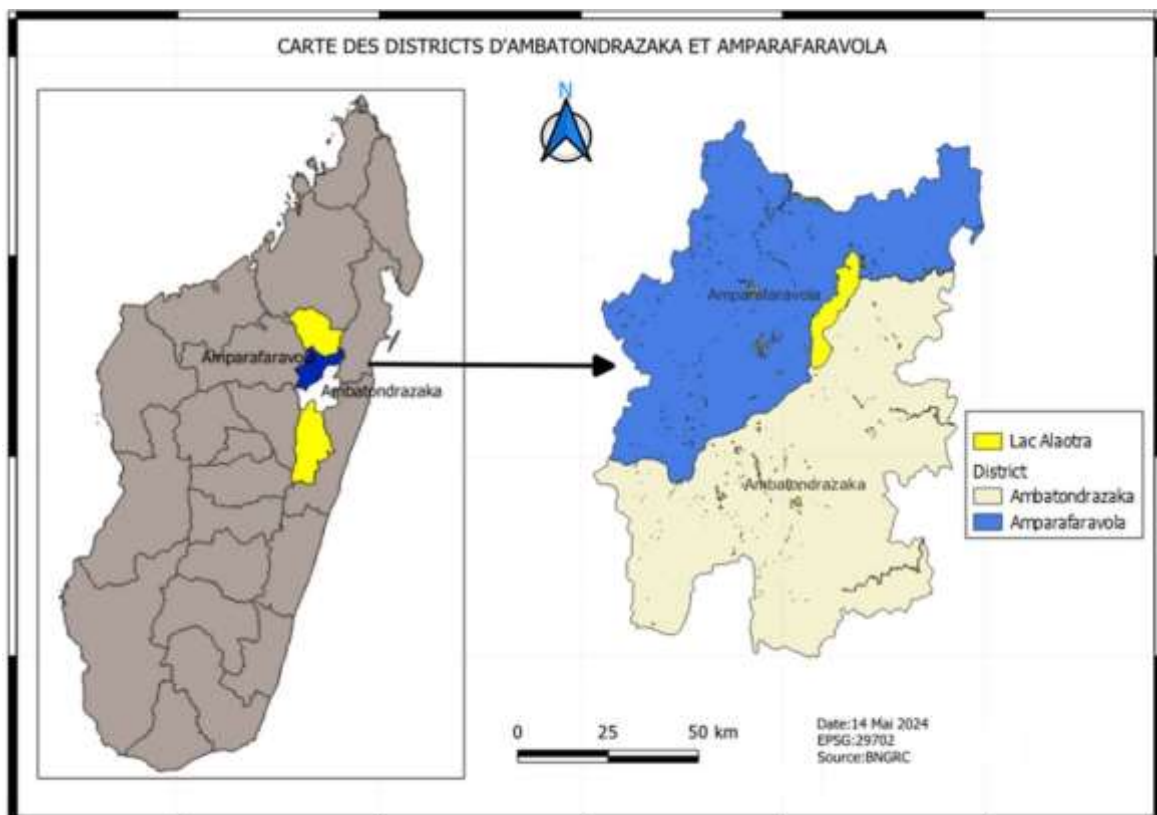 CARTE DES DISTRICTS D'AMBATONDRAZAKA ET AMPARAFARAVOLA
N
Amparafaravo
Ambatondrazaka
Amparafaravola
Ambatondrazaka
Lac Alaotra
District
Ambatondrazaka
Amparafaravola
0 25 50 km
Date:14 Mai 2024
EPSG:29702
Source:BNGRC